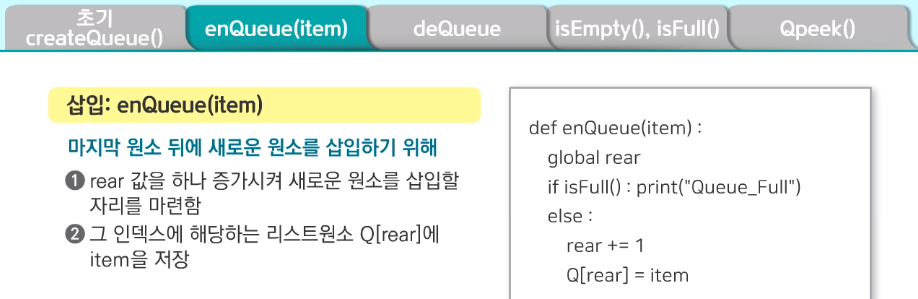 초기
createQueue()
enQueue(item)
deQueue
isEmpty(), isFull()
Qpeek()
삽입: enQueue(item)
마지막 원소 뒤에 새로운 원소를 삽입하기 위해
❶ rear 값을 하나 증가시켜 새로운 원소를 삽입할
자리를 마련함
❷ 그 인덱스에 해당하는 리스트원소 Q[rear]에
item을 저장
def enQueue(item) :
global rear
if isFull() : print("Queue_Full")
else :
rear += 1
Q[rear] = item